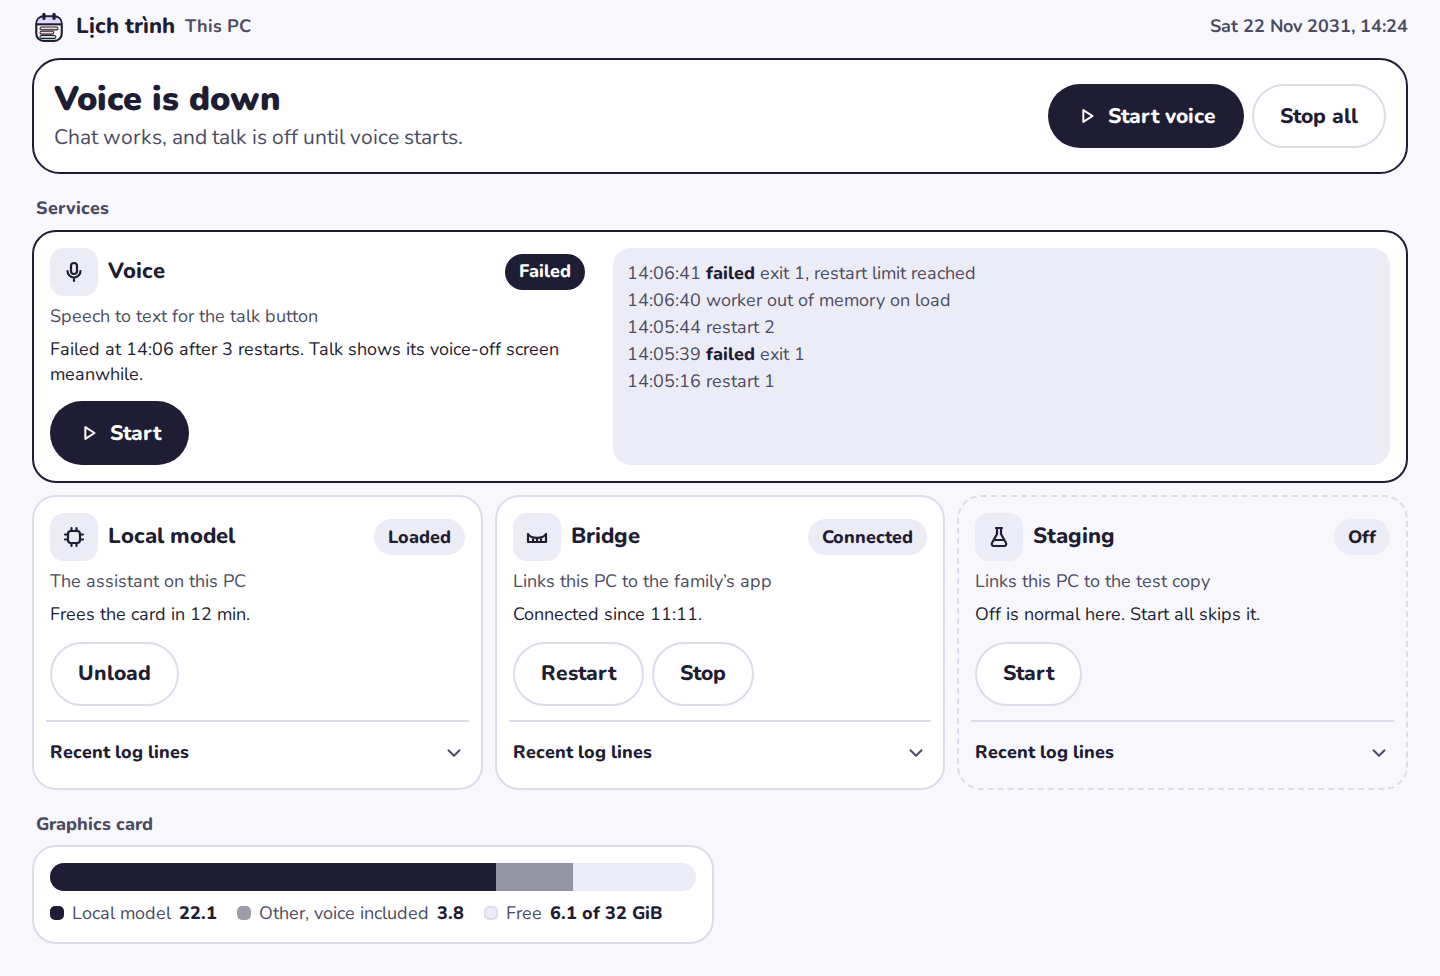 Lịch trình This PC
Sat 22 Nov 2031, 14:24
Voice is down
Chat works, and talk is off until voice starts.
Start voice
Stop all
Services
Voice
Failed
Speech to text for the talk button
Failed at 14:06 after 3 restarts. Talk shows its voice-off screen
meanwhile.
Start
14:06:41 failed exit 1, restart limit reached
14:06:40 worker out of memory on load
14:05:44 restart 2
14:05:39 failed exit 1
14:05:16 restart 1
Local model
Loaded
The assistant on this PC
Frees the card in 12 min.
Unload
Recent log lines
Bridge
Connected
Links this PC to the family’s app
Connected since 11:11.
Restart
Stop
Recent log lines
Staging
Off
Links this PC to the test copy
Off is normal here. Start all skips it.
Start
Recent log lines
Graphics card
Local model 22.1
Other, voice included 3.8
Free 6.1 of 32 GiB